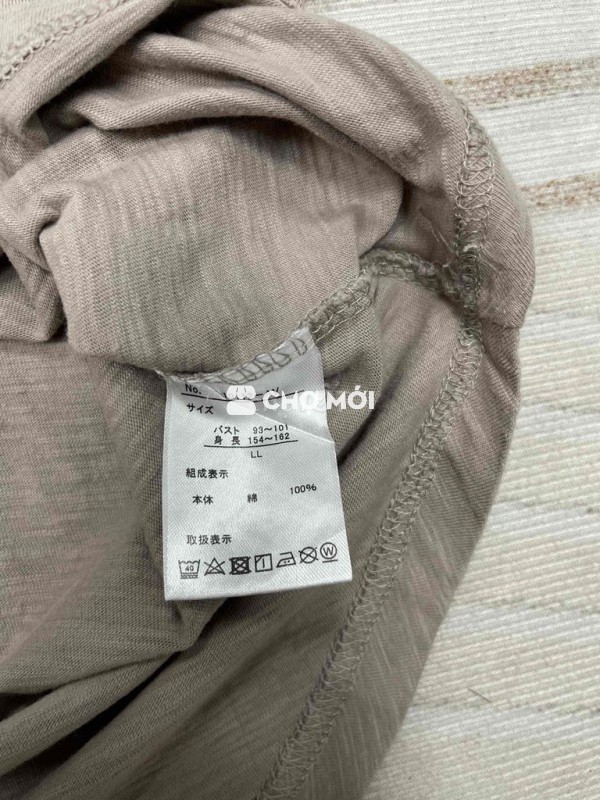 No.
CHỢ MỚI
サイズ
バスト 93〜101
身 長 154〜162
LL
組成表示
本体 綿 100%
取扱表示
40
W